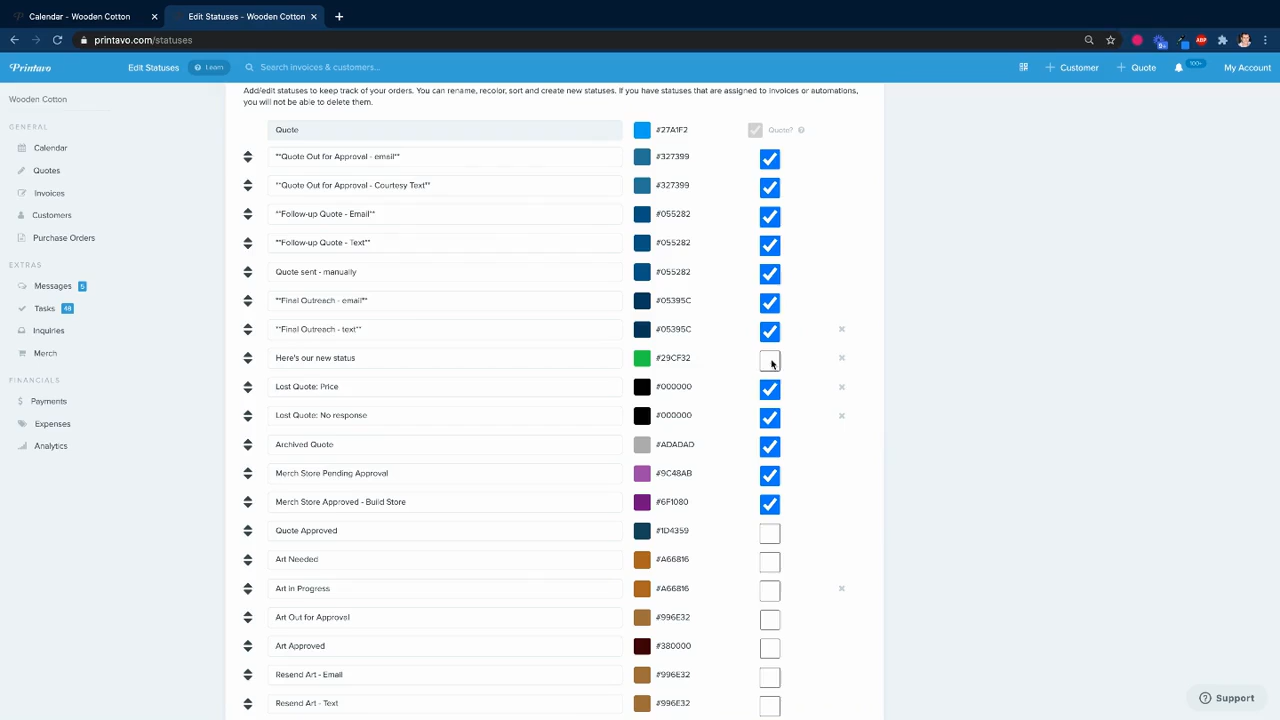 Calendar - Wooden Cotton
Edit Statuses - Wooden Cotton
printavo.com/statuses
9+
ABP
Printavo
Edit Statuses
Learn
Search invoices & customers...
Customer
Quote
100+
My Account
Wooden Cotton
GENERAL
Calendar
Quotes
Invoices
Customers
Purchase Orders
EXTRAS
Messages 5
Tasks 48
Inquiries
Merch
FINANCIALS
Payments
Expenses
Analytics
Add/edit statuses to keep track of your orders. You can rename, recolor, sort and create new statuses. If you have statuses that are assigned to invoices or automations,
you will not be able to delete them.
Quote #27A1F2 Quote?
**Quote Out for Approval - email** #327399
**Quote Out for Approval - Courtesy Text** #327399
**Follow-up Quote - Email** #055282
**Follow-up Quote - Text** #055282
Quote sent - manually #055282
**Final Outreach - email** #05395C
**Final Outreach - text** #05395C
Here's our new status #29CF32
Lost Quote: Price #000000
Lost Quote: No response #000000
Archived Quote #ADADAD
Merch Store Pending Approval #9C48AB
Merch Store Approved - Build Store #6F1080
Quote Approved #1D4359
Art Needed #A66816
Art in Progress #A66816
Art Out for Approval #996E32
Art Approved #380000
Resend Art - Email #996E32
Resend Art - Text #996E32
Support